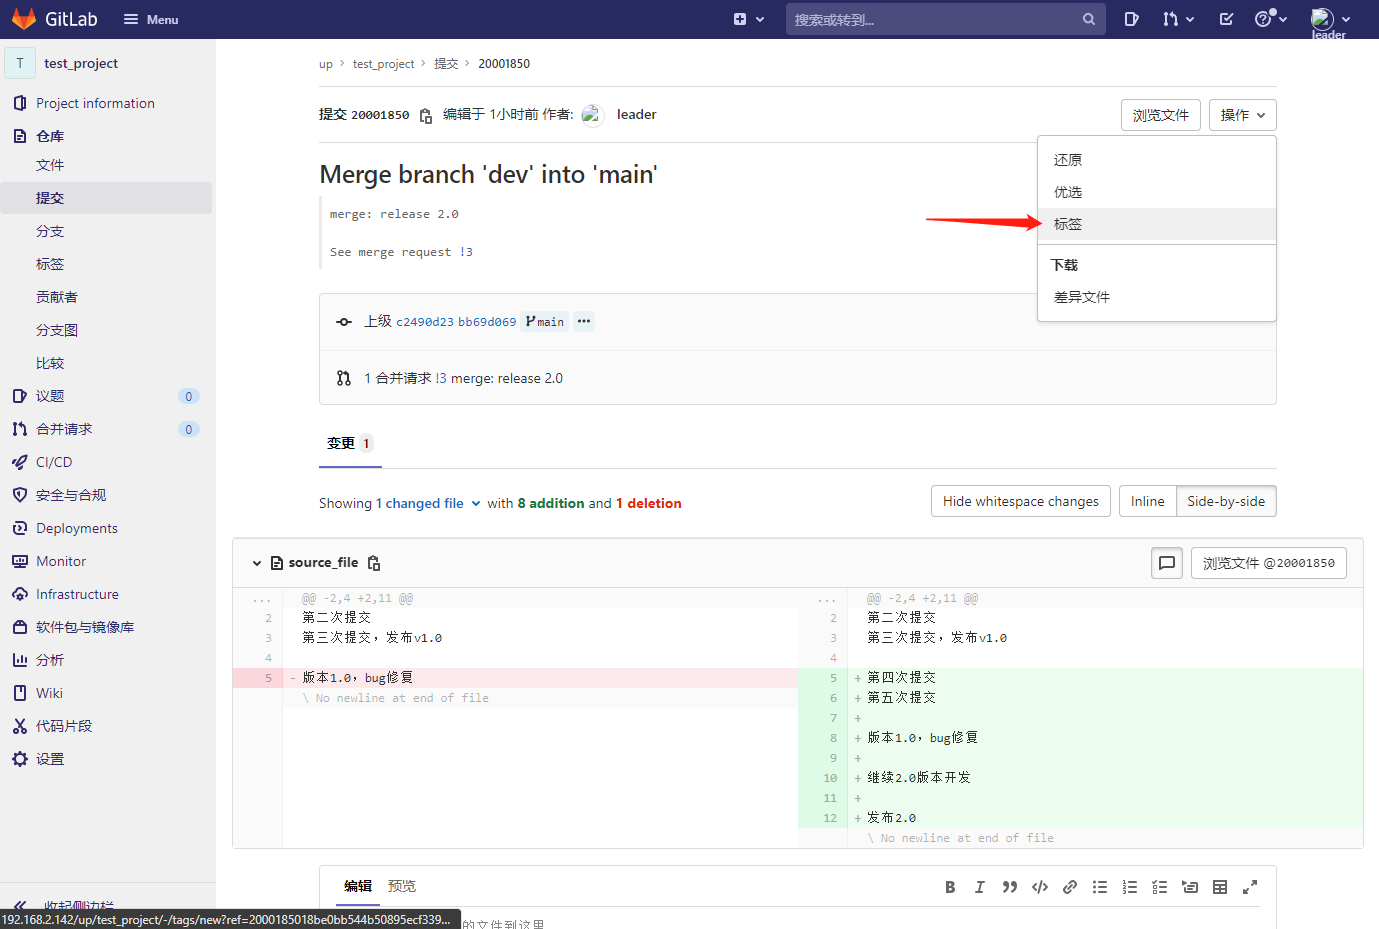 GitLab
Menu
搜索或转到...
leader
T
test_project
Project information
仓库
文件
提交
分支
标签
贡献者
分支图
比较
议题 0
合并请求 0
CI/CD
安全与合规
Deployments
Monitor
Infrastructure
软件包与镜像库
分析
Wiki
代码片段
设置
收起侧边栏
up > test_project > 提交 > 20001850
提交 20001850 编辑于 1小时前 作者: leader
浏览文件
操作
还原
优选
标签
下载
差异文件
Merge branch 'dev' into 'main'
merge: release 2.0
See merge request !3
上级 c2490d23 bb69d069 main ...
1 合并请求 !3 merge: release 2.0
变更 1
Showing 1 changed file with 8 addition and 1 deletion
Hide whitespace changes
Inline
Side-by-side
source_file
浏览文件 @20001850
... @@ -2,4 +2,11 @@
2 第二次提交
3 第三次提交，发布v1.0
4
5 - 版本1.0，bug修复
\ No newline at end of file
... @@ -2,4 +2,11 @@
2 第二次提交
3 第三次提交，发布v1.0
4
5 + 第四次提交
6 + 第五次提交
7 +
8 + 版本1.0，bug修复
9 +
10 + 继续2.0版本开发
11 +
12 + 发布2.0
\ No newline at end of file
编辑
预览
的文件到这里
192.168.2.142/up/test_project/-/tags/new?ref=2000185018be0bb544b50895ecf339...